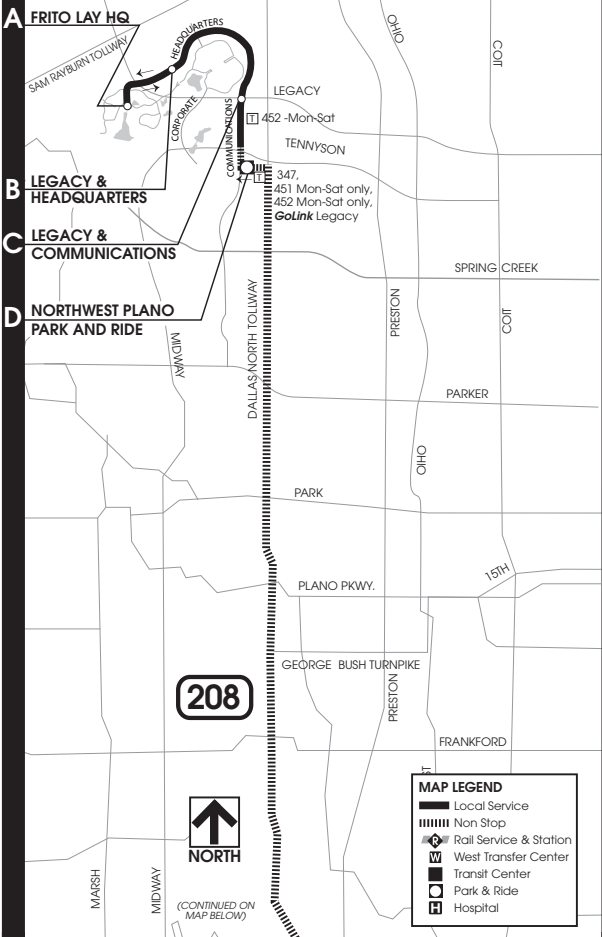 A FRITO LAY HQ
SAM RAYBURN TOLLWAY
HEADQUARTERS
CORPORATE
COMMUNICATIONS
OHIO
COIT
LEGACY
T 452 -Mon-Sat
TENNYSON
T 347,
451 Mon-Sat only,
452 Mon-Sat only,
GoLink Legacy
B LEGACY &
HEADQUARTERS
C LEGACY &
COMMUNICATIONS
D NORTHWEST PLANO
PARK AND RIDE
SPRING CREEK
MIDWAY
DALLAS NORTH TOLLWAY
PRESTON
COIT
PARKER
OHIO
PARK
15TH
PLANO PKWY.
GEORGE BUSH TURNPIKE
208
PRESTON
FRANKFORD
ST
NORTH
MARSH
MIDWAY
(CONTINUED ON
MAP BELOW)
MAP LEGEND
Local Service
Non Stop
R Rail Service & Station
W West Transfer Center
Transit Center
Park & Ride
H Hospital